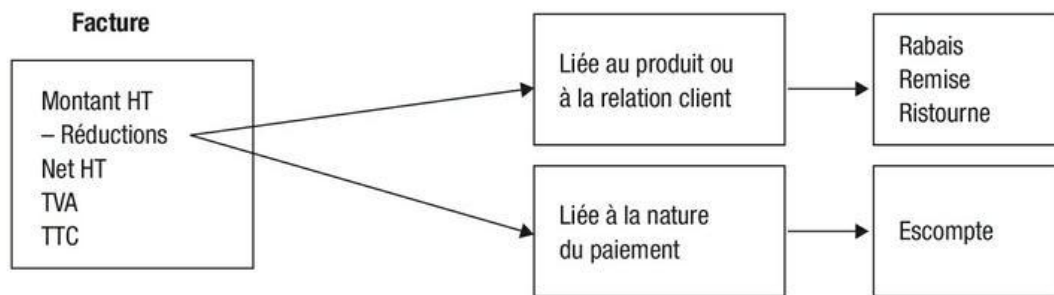 Facture
Montant HT
– Réductions
Net HT
TVA
TTC
Liée au produit ou
à la relation client
Rabais
Remise
Ristourne
Liée à la nature
du paiement
Escompte